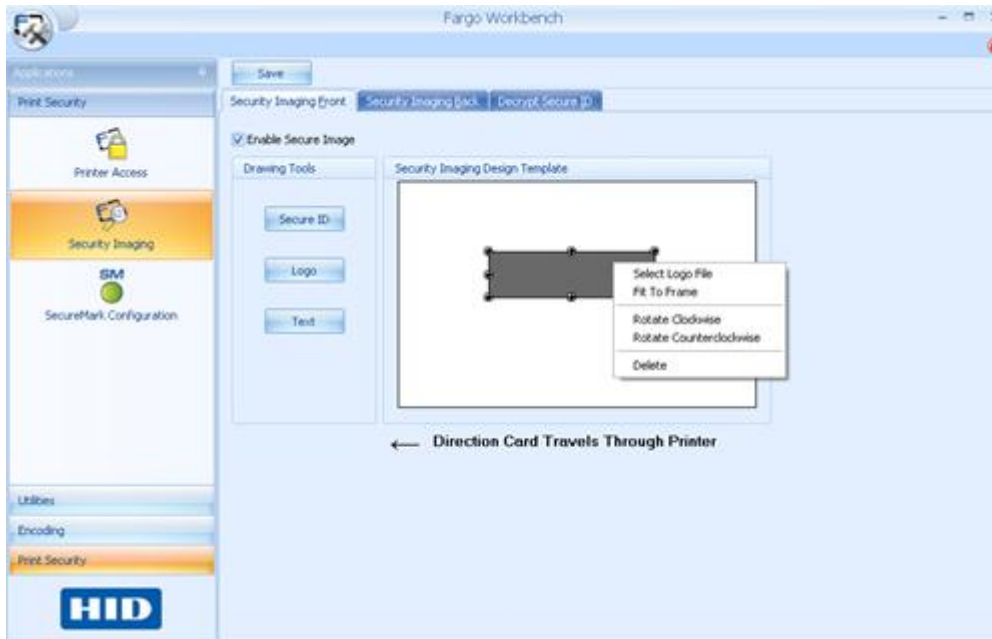 Fargo Workbench
Applications
Save
Print Security
Security Imaging Front
Security Imaging Back
Decrypt Secure ID
Enable Secure Image
Printer Access
Drawing Tools
Security Imaging Design Template
Secure ID
Security Imaging
Logo
Select Logo File
Fit To Frame
SM
SecureMark Configuration
Text
Rotate Clockwise
Rotate Counterclockwise
Delete
← Direction Card Travels Through Printer
Utilities
Encoding
Print Security
HID